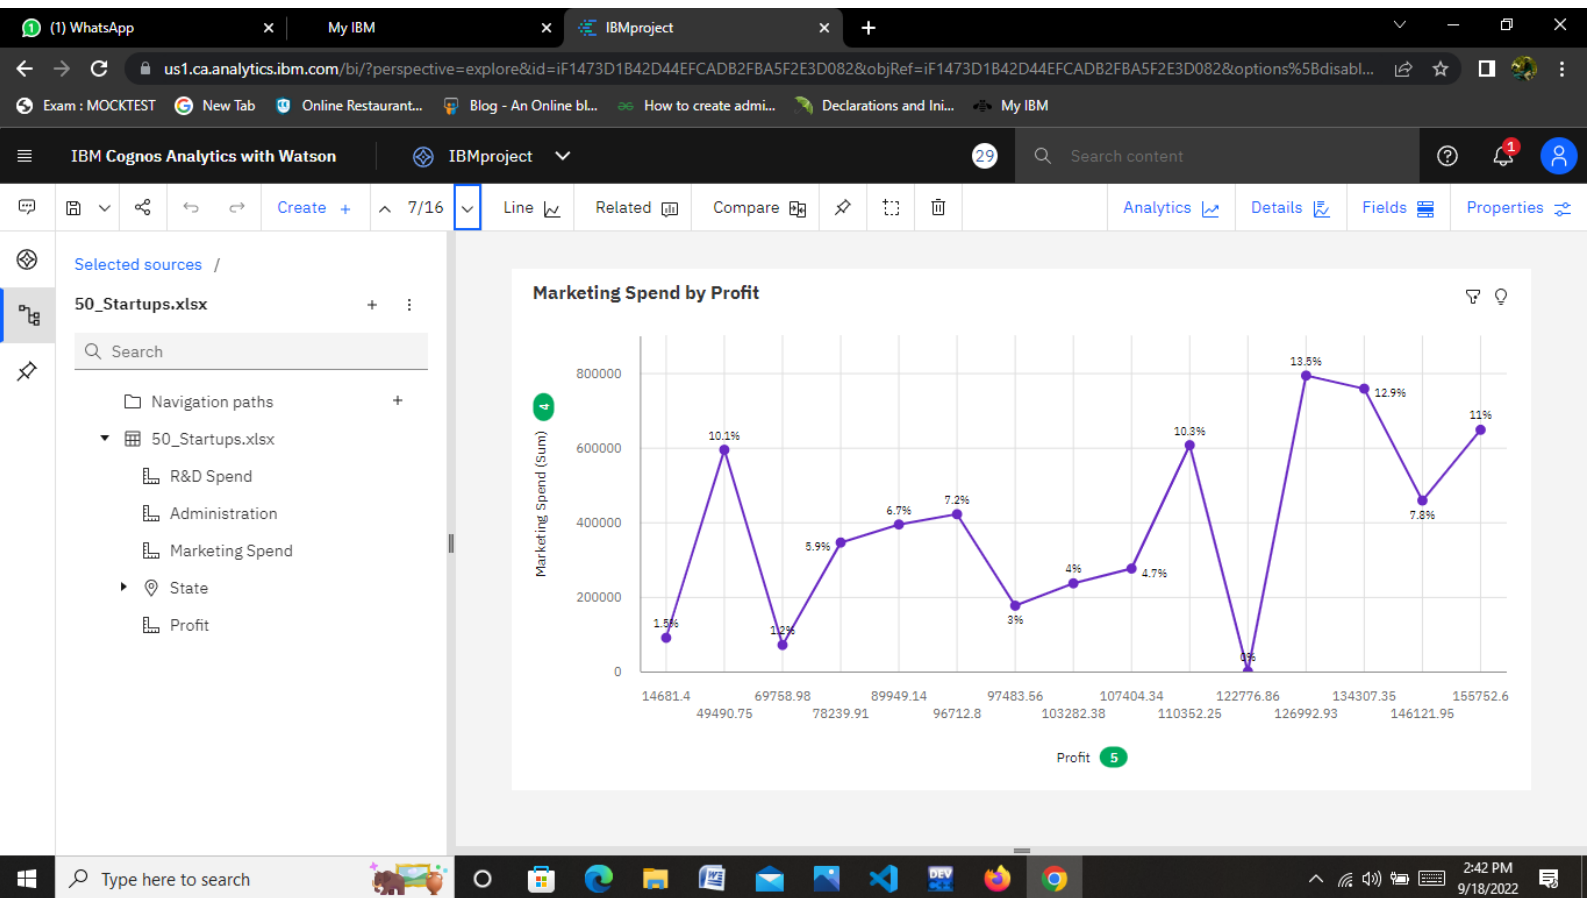 (1) WhatsApp
My IBM
IBMproject
us1.ca.analytics.ibm.com/bi/?perspective=explore&id=iF1473D1B42D44EFCADB2FBA5F2E3D082&objRef=iF1473D1B42D44EFCADB2FBA5F2E3D082&options%5Bdisabl...
Exam : MOCKTEST
New Tab
Online Restaurant...
Blog - An Online bl...
How to create admi...
Declarations and Ini...
My IBM
IBM Cognos Analytics with Watson
IBMproject
29
Search content
1
Create +
7/16
Line
Related
Compare
Analytics
Details
Fields
Properties
Selected sources /
50_Startups.xlsx
Search
Navigation paths
50_Startups.xlsx
R&D Spend
Administration
Marketing Spend
State
Profit
Marketing Spend by Profit
Marketing Spend (Sum) 4
800000
600000
400000
200000
0
1.5%
10.1%
1.2%
5.9%
6.7%
7.2%
3%
4%
4.7%
10.3%
0%
13.5%
12.9%
7.8%
11%
14681.4
49490.75
69758.98
78239.91
89949.14
96712.8
97483.56
103282.38
107404.34
110352.25
122776.86
126992.93
134307.35
146121.95
155752.6
Profit 5
Type here to search
DEV
2:42 PM
9/18/2022